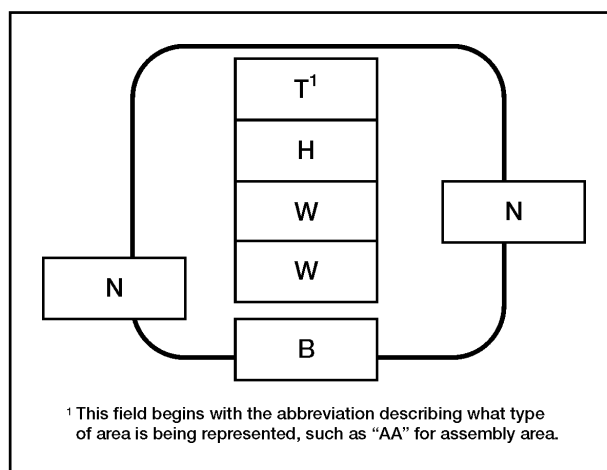 T¹
H
W
N
W
N
B
¹ This field begins with the abbreviation describing what type
of area is being represented, such as “AA” for assembly area.